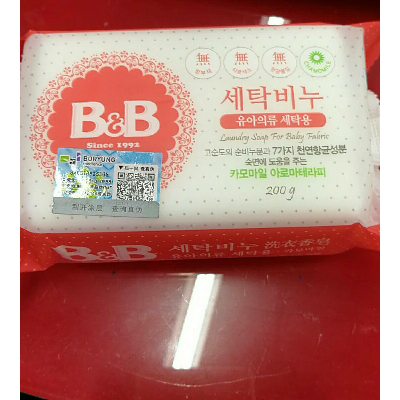 CHAMOMILE
B&B
Since 1992
세탁비누
유아의류 세탁용
Laundry Soap For Baby Fabric
고순도의 순비누분과 7가지 천연항균성분
숙면에 도움을 주는
카모마일 아로마테라피
200g
BORYUNG
B&B
세탁비누 洗衣香皂
유아의류 세탁용